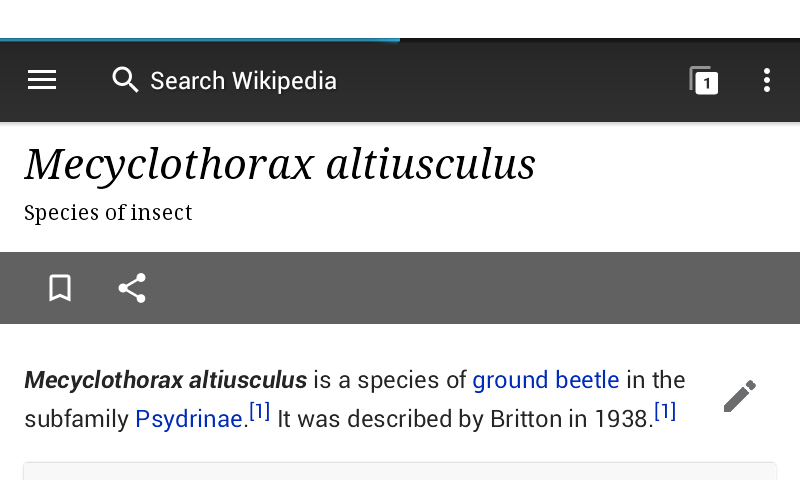 Search Wikipedia
1
Mecyclothorax altiusculus
Species of insect
Mecyclothorax altiusculus is a species of ground beetle in the
subfamily Psydrinae.[1] It was described by Britton in 1938.[1]